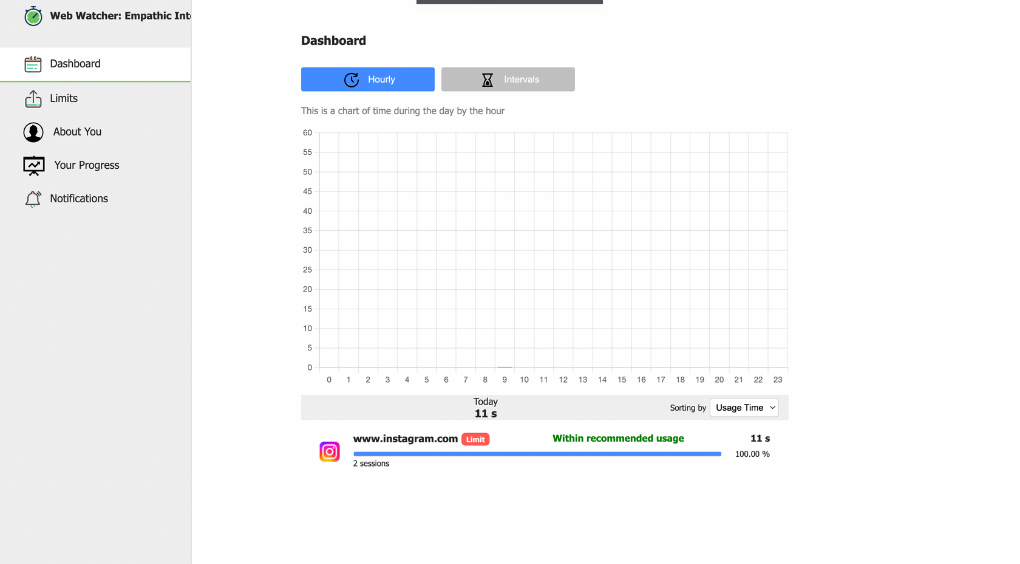 Web Watcher: Empathic Int
Dashboard
Limits
About You
Your Progress
Notifications
Dashboard
Hourly
Intervals
This is a chart of time during the day by the hour
60
55
50
45
40
35
30
25
20
15
10
5
0
0 1 2 3 4 5 6 7 8 9 10 11 12 13 14 15 16 17 18 19 20 21 22 23
Today
11 s
Sorting by Usage Time
www.instagram.com Limit Within recommended usage 11 s
100.00 %
2 sessions